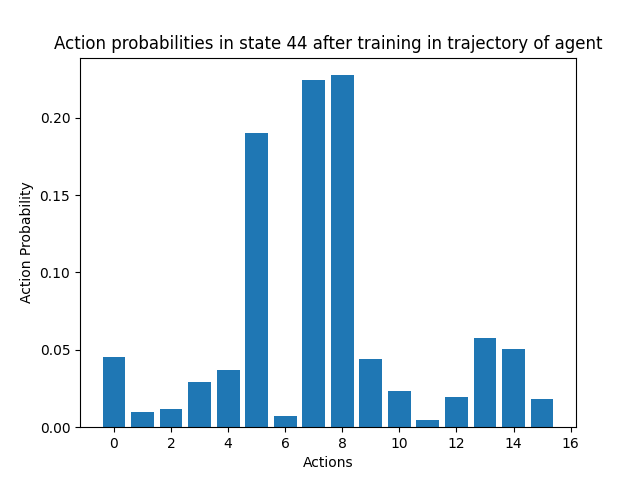 Action probabilities in state 44 after training in trajectory of agent
Action Probability
0.20
0.15
0.10
0.05
0.00
0 2 4 6 8 10 12 14 16
Actions